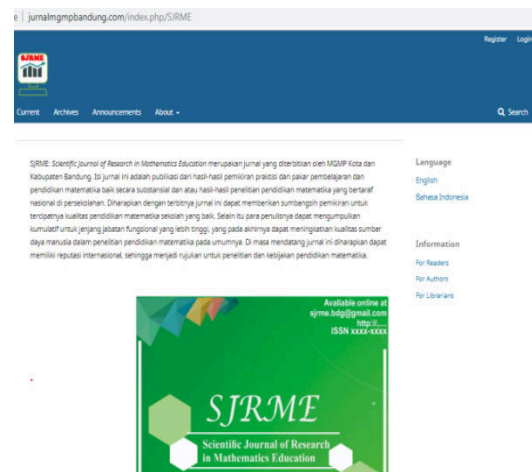 e | jurnalmgmpbandung.com/index.php/SJRME
Register Login
SJRME
Current Archives Announcements About
Search
SJRME: Scientific Journal of Research in Mathematics Education merupakan jurnal yang diterbitkan oleh MGMP Kota dan
Kabupaten Bandung. Isi jurnal ini adalah publikasi dari hasil-hasil pemikiran praktisi dan pakar pembelajaran dan
pendidikan matematika baik secara substansial dan atau hasil-hasil penelitian pendidikan matematika yang bertaraf
nasional di persekolahan. Diharapkan dengan terbitnya jurnal ini dapat memberikan sumbangsih pemikiran untuk
terciptanya kualitas pendidikan matematika sekolah yang baik. Selain itu para penulisnya dapat mengumpulkan
kumulatif untuk jenjang jabatan fungsional yang lebih tinggi, yang pada akhirnya dapat meningkatkan kualitas sumber
daya manusia dalam penelitian pendidikan matematika pada umumnya. Di masa mendatang jurnal ini diharapkan dapat
memiliki reputasi internasional, sehingga menjadi rujukan untuk penelitian dan kebijakan pendidikan matematika.
Language
English
Bahasa Indonesia
Information
For Readers
For Authors
For Librarians
Avaliable online at
sjrme.bdg@gmail.com
http://......
ISSN xxxx-xxxx
SJRME
Scientific Journal of Research
in Mathematics Education